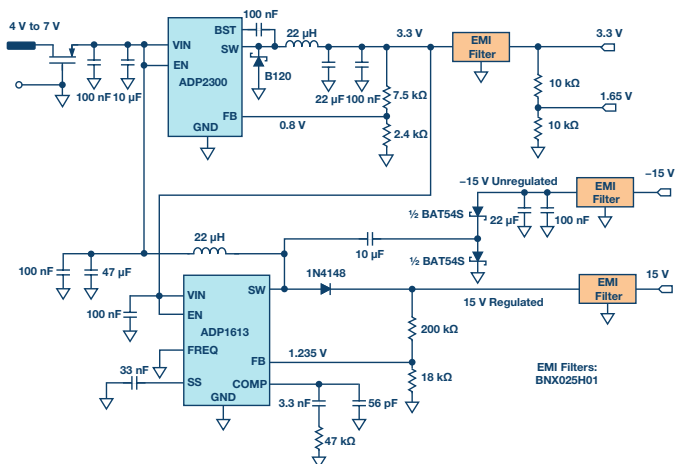 4 V to 7 V
100 nF
10 µF
VIN
EN
BST
SW
ADP2300
FB
GND
100 nF
22 µH
B120
22 µF
100 nF
3.3 V
7.5 kΩ
0.8 V
2.4 kΩ
EMI
Filter
3.3 V
10 kΩ
1.65 V
10 kΩ
–15 V Unregulated
½ BAT54S
½ BAT54S
22 µF
100 nF
EMI
Filter
–15 V
22 µH
10 µF
100 nF
47 µF
100 nF
VIN
EN
SW
ADP1613
FREQ
FB
SS
COMP
GND
33 nF
1N4148
15 V Regulated
EMI
Filter
15 V
200 kΩ
1.235 V
18 kΩ
3.3 nF
56 pF
47 kΩ
EMI Filters:
BNX025H01